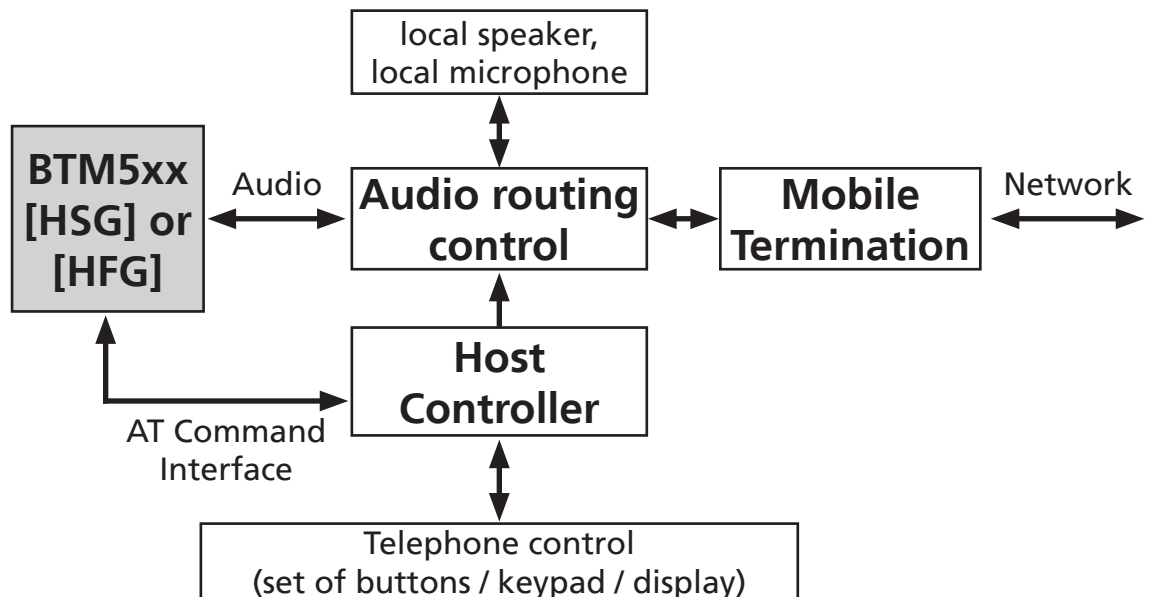 local speaker,
local microphone
BTM5xx
[HSG] or
[HFG]
Audio
Audio routing
control
Mobile
Termination
Network
Host
Controller
AT Command
Interface
Telephone control
(set of buttons / keypad / display)